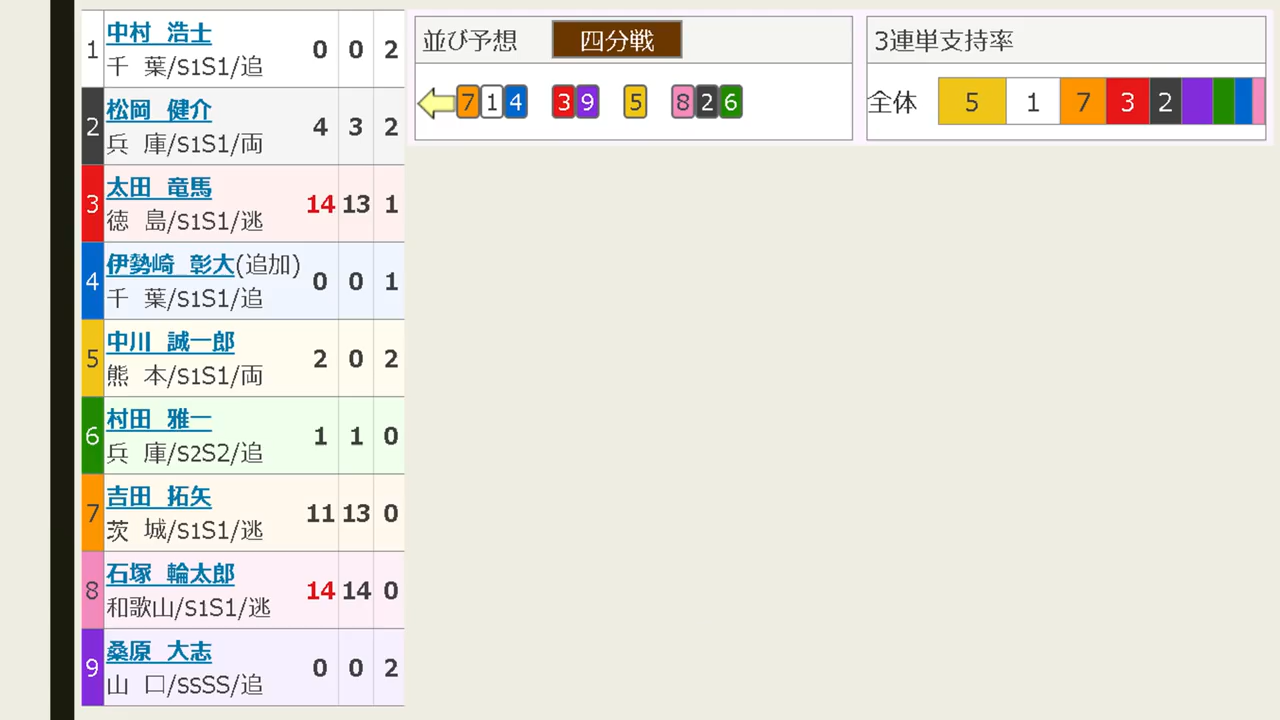 1 中村 浩士 0 0 2
千 葉/S1S1/追
2 松岡 健介 4 3 2
兵 庫/S1S1/両
3 太田 竜馬 14 13 1
徳 島/S1S1/逃
4 伊勢崎 彰大(追加) 0 0 1
千 葉/S1S1/追
5 中川 誠一郎 2 0 2
熊 本/S1S1/両
6 村田 雅一 1 1 0
兵 庫/S2S2/追
7 吉田 拓矢 11 13 0
茨 城/S1S1/逃
8 石塚 輪太郎 14 14 0
和歌山/S1S1/逃
9 桑原 大志 0 0 2
山 口/SSSS/追
並び予想 四分戦
7 1 4 3 9 5 8 2 6
3連単支持率
全体 5 1 7 3 2